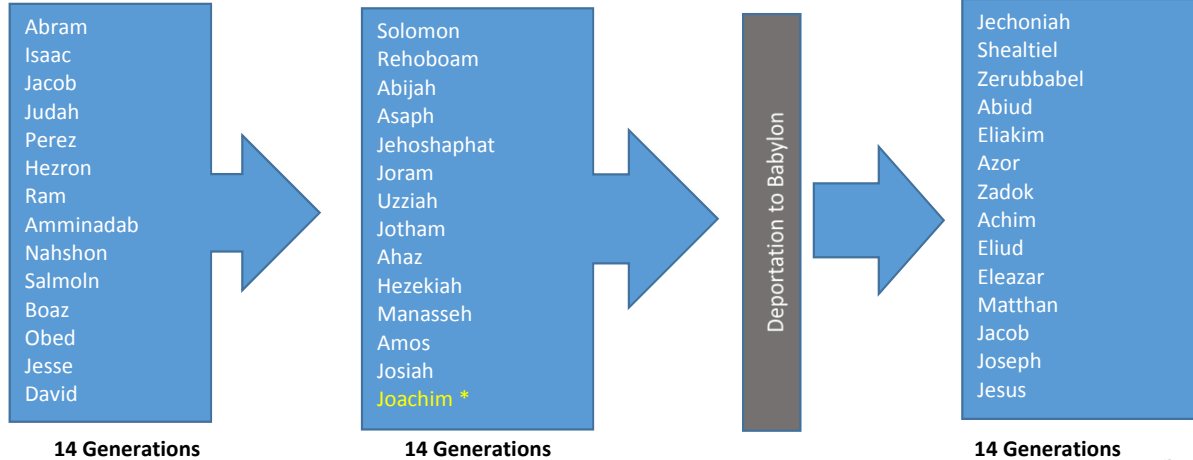 Abram
Isaac
Jacob
Judah
Perez
Hezron
Ram
Amminadab
Nahshon
Salmoln
Boaz
Obed
Jesse
David
14 Generations
Solomon
Rehoboam
Abijah
Asaph
Jehoshaphat
Joram
Uzziah
Jotham
Ahaz
Hezekiah
Manasseh
Amos
Josiah
Joachim *
14 Generations
Deportation to Babylon
Jechoniah
Shealtiel
Zerubbabel
Abiud
Eliakim
Azor
Zadok
Achim
Eliud
Eleazar
Matthan
Jacob
Joseph
Jesus
14 Generations